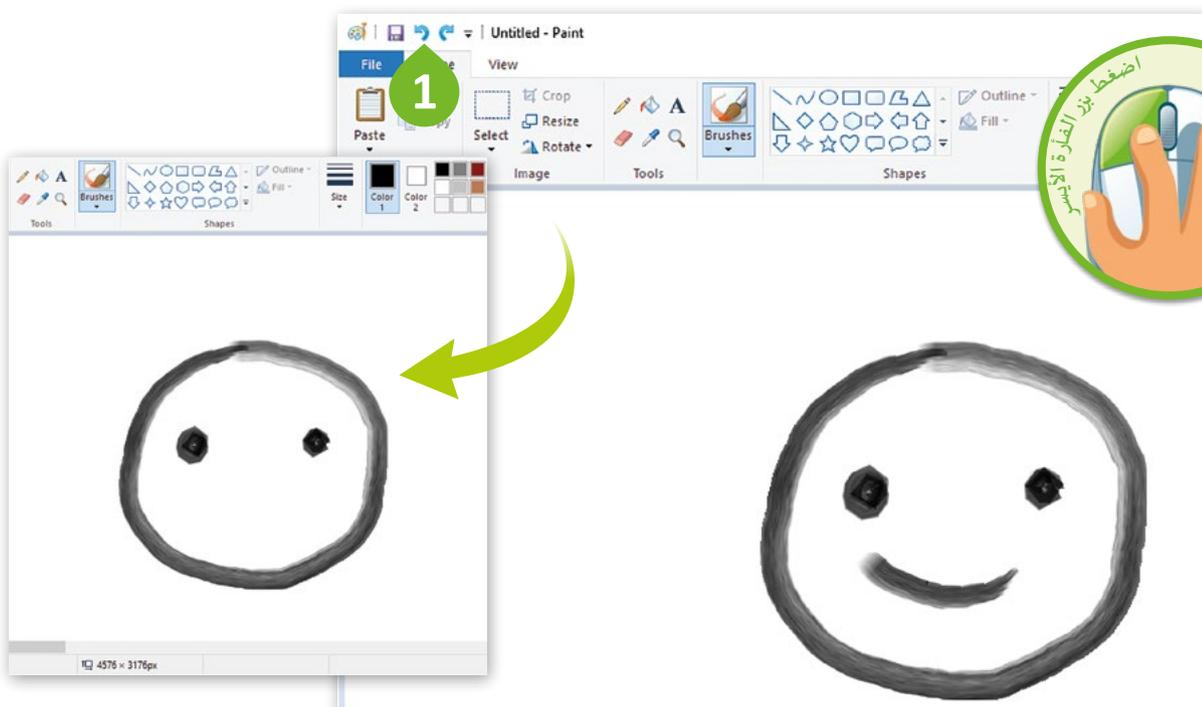 Untitled - Paint
File
View
1
Paste
Select
Crop
Resize
Rotate
Image
Tools
Brushes
Shapes
Outline
Fill
اضغط بزر الفأرة الأيسر
A
A
Brushes
Outline
Fill
Size
Color 1
Color 2
Tools
Shapes
4576 × 3176px